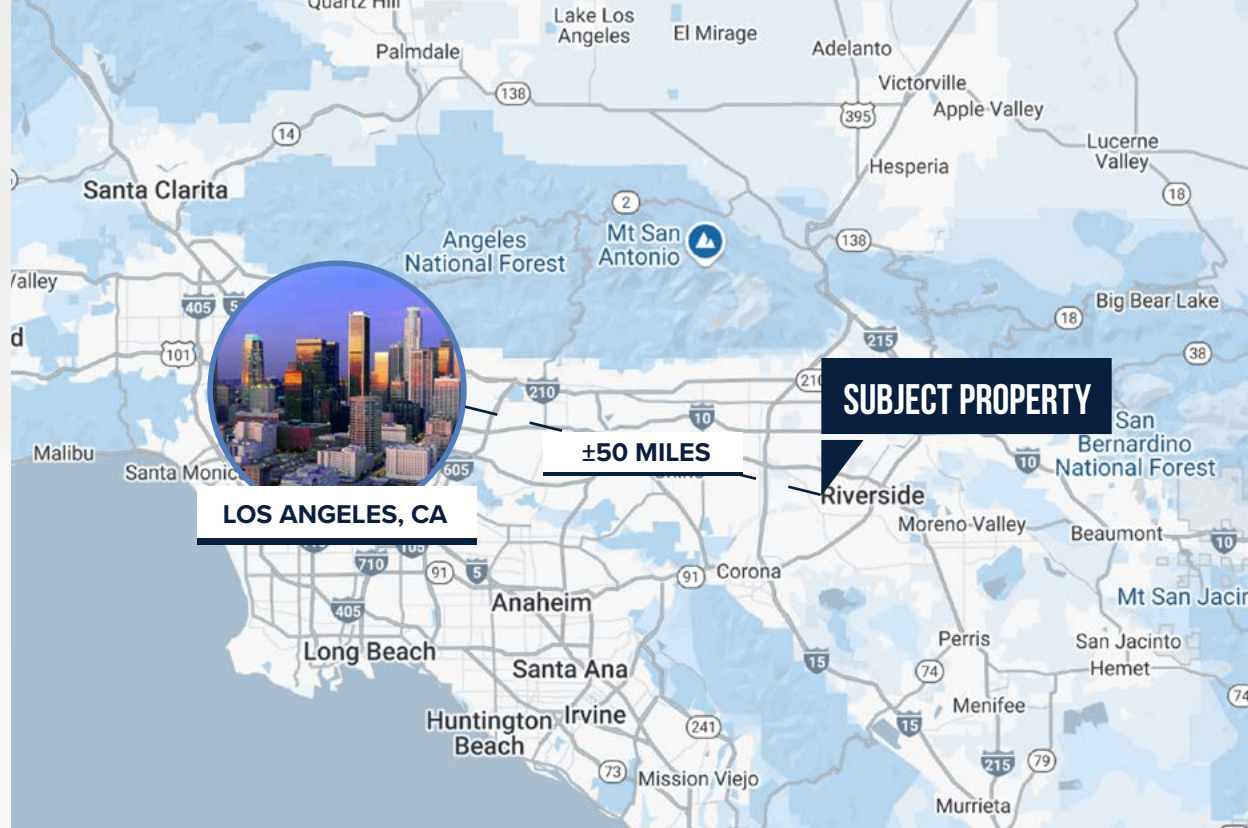 Quartz Hill
Lake Los
Angeles
El Mirage
Palmdale
Adelanto
Victorville
138
395
Apple Valley
14
Lucerne
Valley
Hesperia
Santa Clarita
18
2
Angeles
National Forest
Mt San
Antonio
138
Valley
405
5
Big Bear Lake
18
215
101
38
210
210
SUBJECT PROPERTY
10
San
Bernardino
National Forest
±50 MILES
Malibu
10
Santa Monic
605
Riverside
LOS ANGELES, CA
Moreno Valley
Beaumont
10
105
710
91
5
91
Corona
Anaheim
405
Mt San Jacin
Long Beach
Perris
San Jacinto
Santa Ana
15
74
Hemet
74
Huntington
Beach
Irvine
Menifee
241
15
215
79
73
Mission Viejo
Murrieta